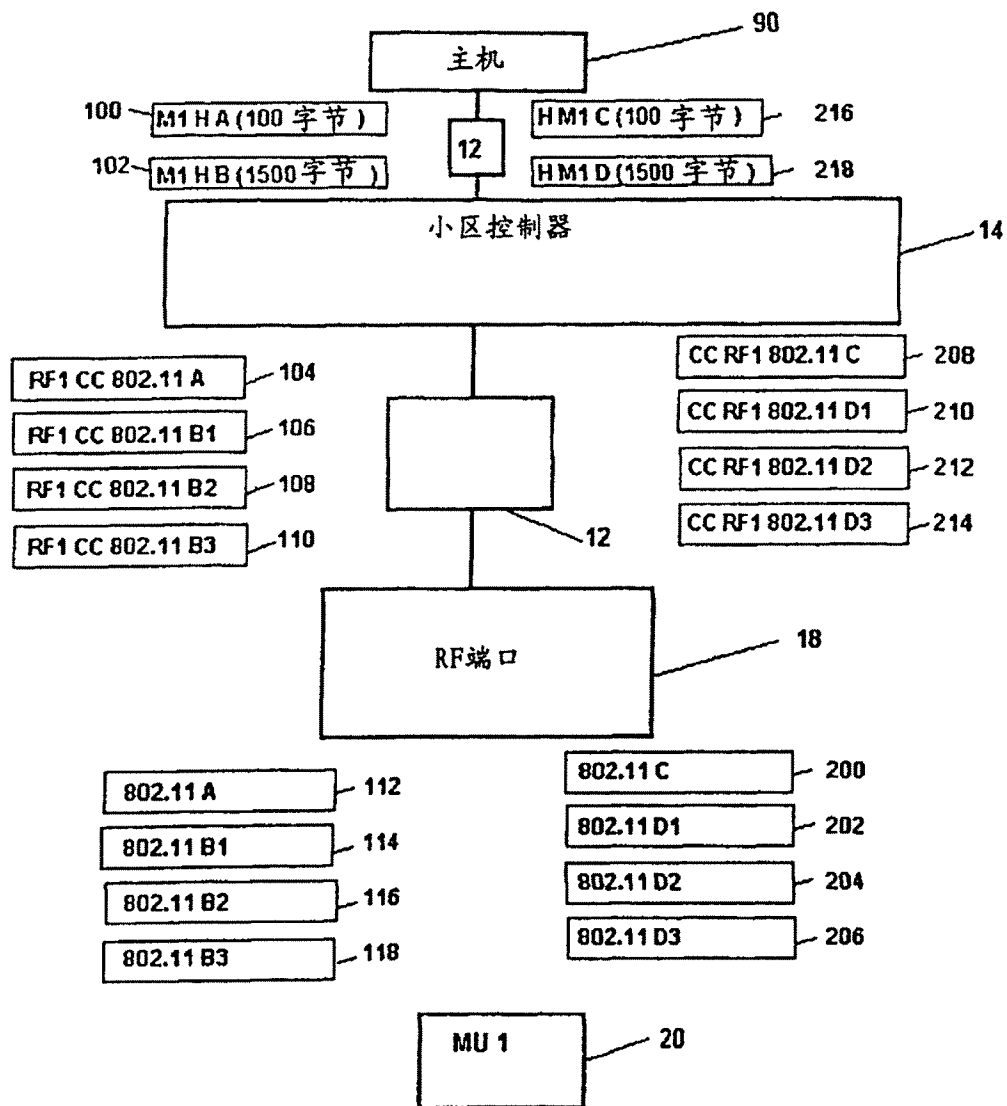 90
主机
100 M1 H A (100 字节) HM1 C (100 字节) 216
12
102 M1 H B (1500 字节) HM1 D (1500 字节) 218
小区控制器
14
RF1 CC 802.11 A 104 CC RF1 802.11 C 208
RF1 CC 802.11 B1 106 CC RF1 802.11 D1 210
RF1 CC 802.11 B2 108 CC RF1 802.11 D2 212
RF1 CC 802.11 B3 110 12 CC RF1 802.11 D3 214
RF端口
18
802.11 A 112 802.11 C 200
802.11 B1 114 802.11 D1 202
802.11 B2 116 802.11 D2 204
802.11 B3 118 802.11 D3 206
MU 1 20